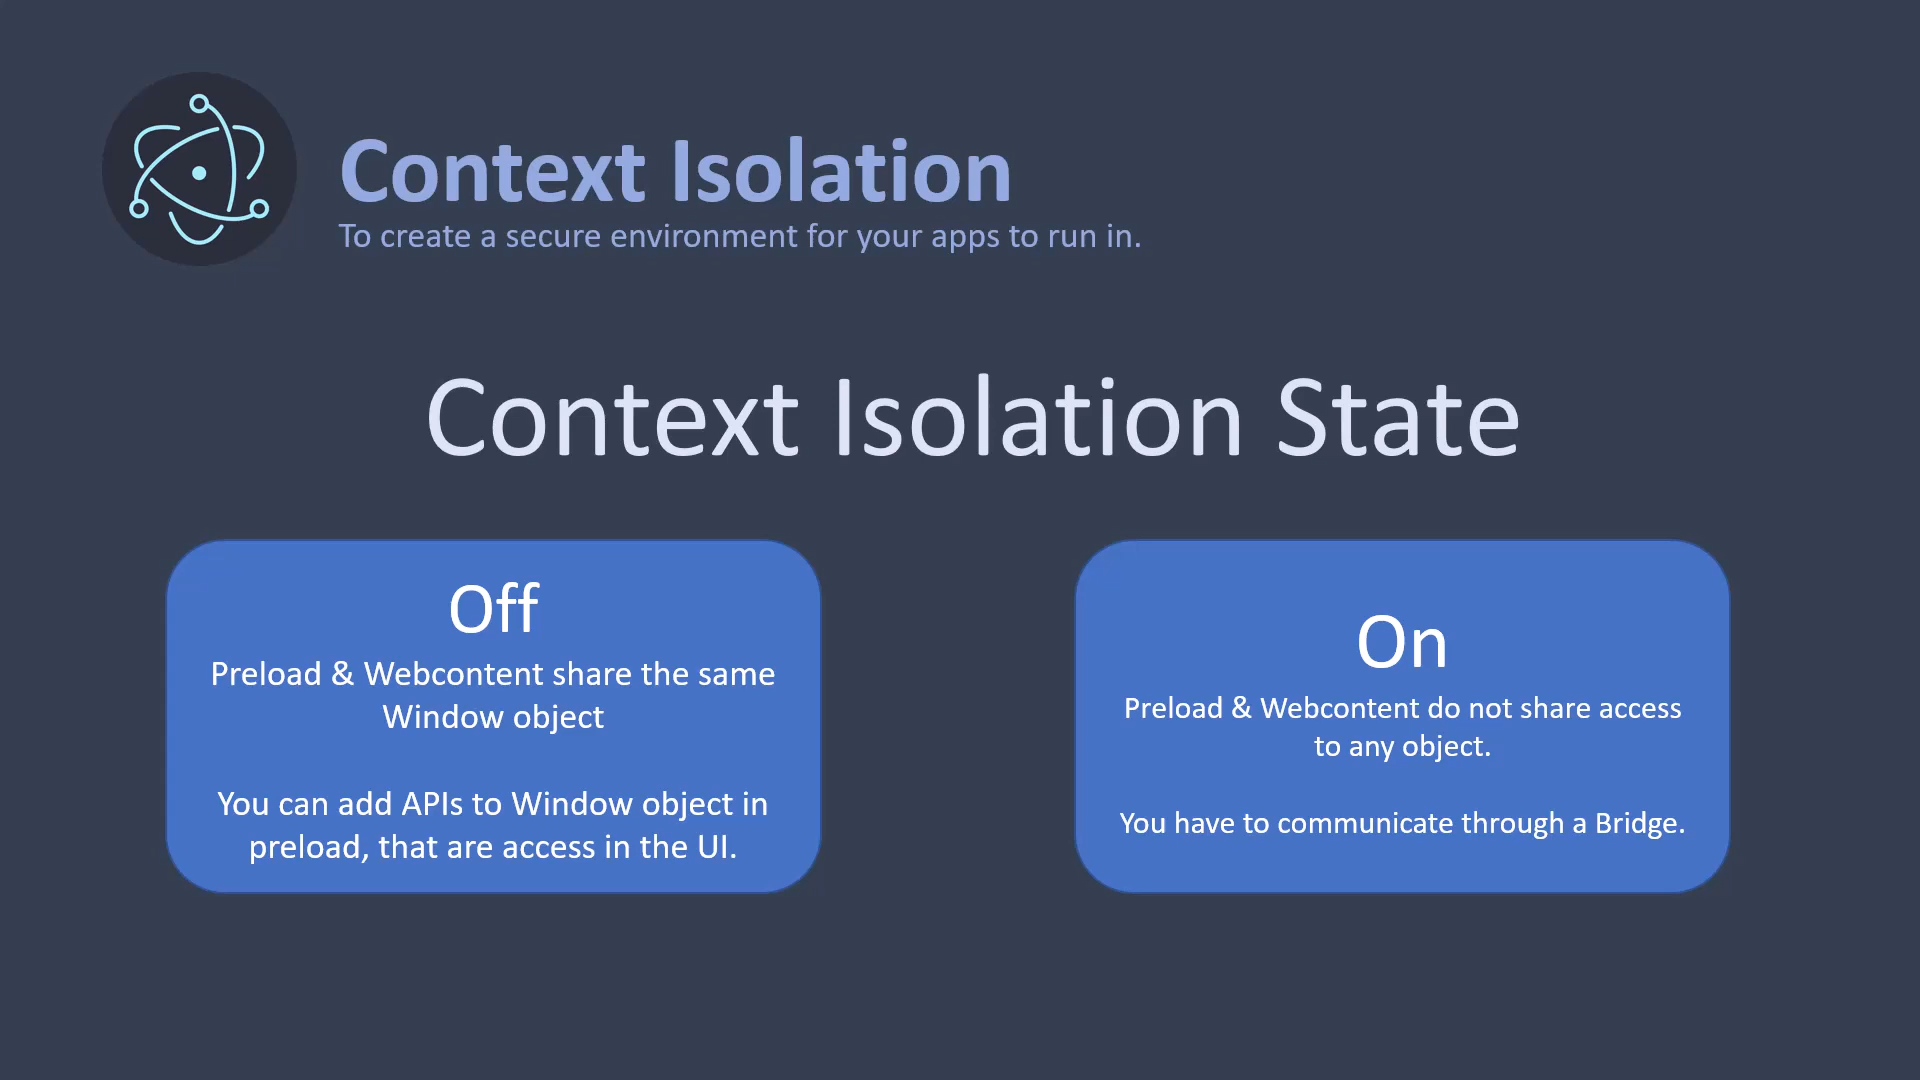 Context Isolation
To create a secure environment for your apps to run in.
Context Isolation State
Off
Preload & Webcontent share the same
Window object
You can add APIs to Window object in
preload, that are access in the UI.
On
Preload & Webcontent do not share access
to any object.
You have to communicate through a Bridge.